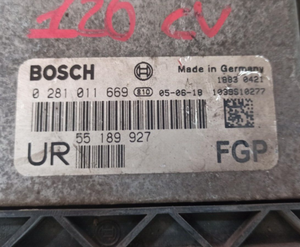 120 CV
BOSCH Made in Germany
1883 0421
0 281 011 669 810 05-06-18 1039S10277
55 189 927
UR FGP